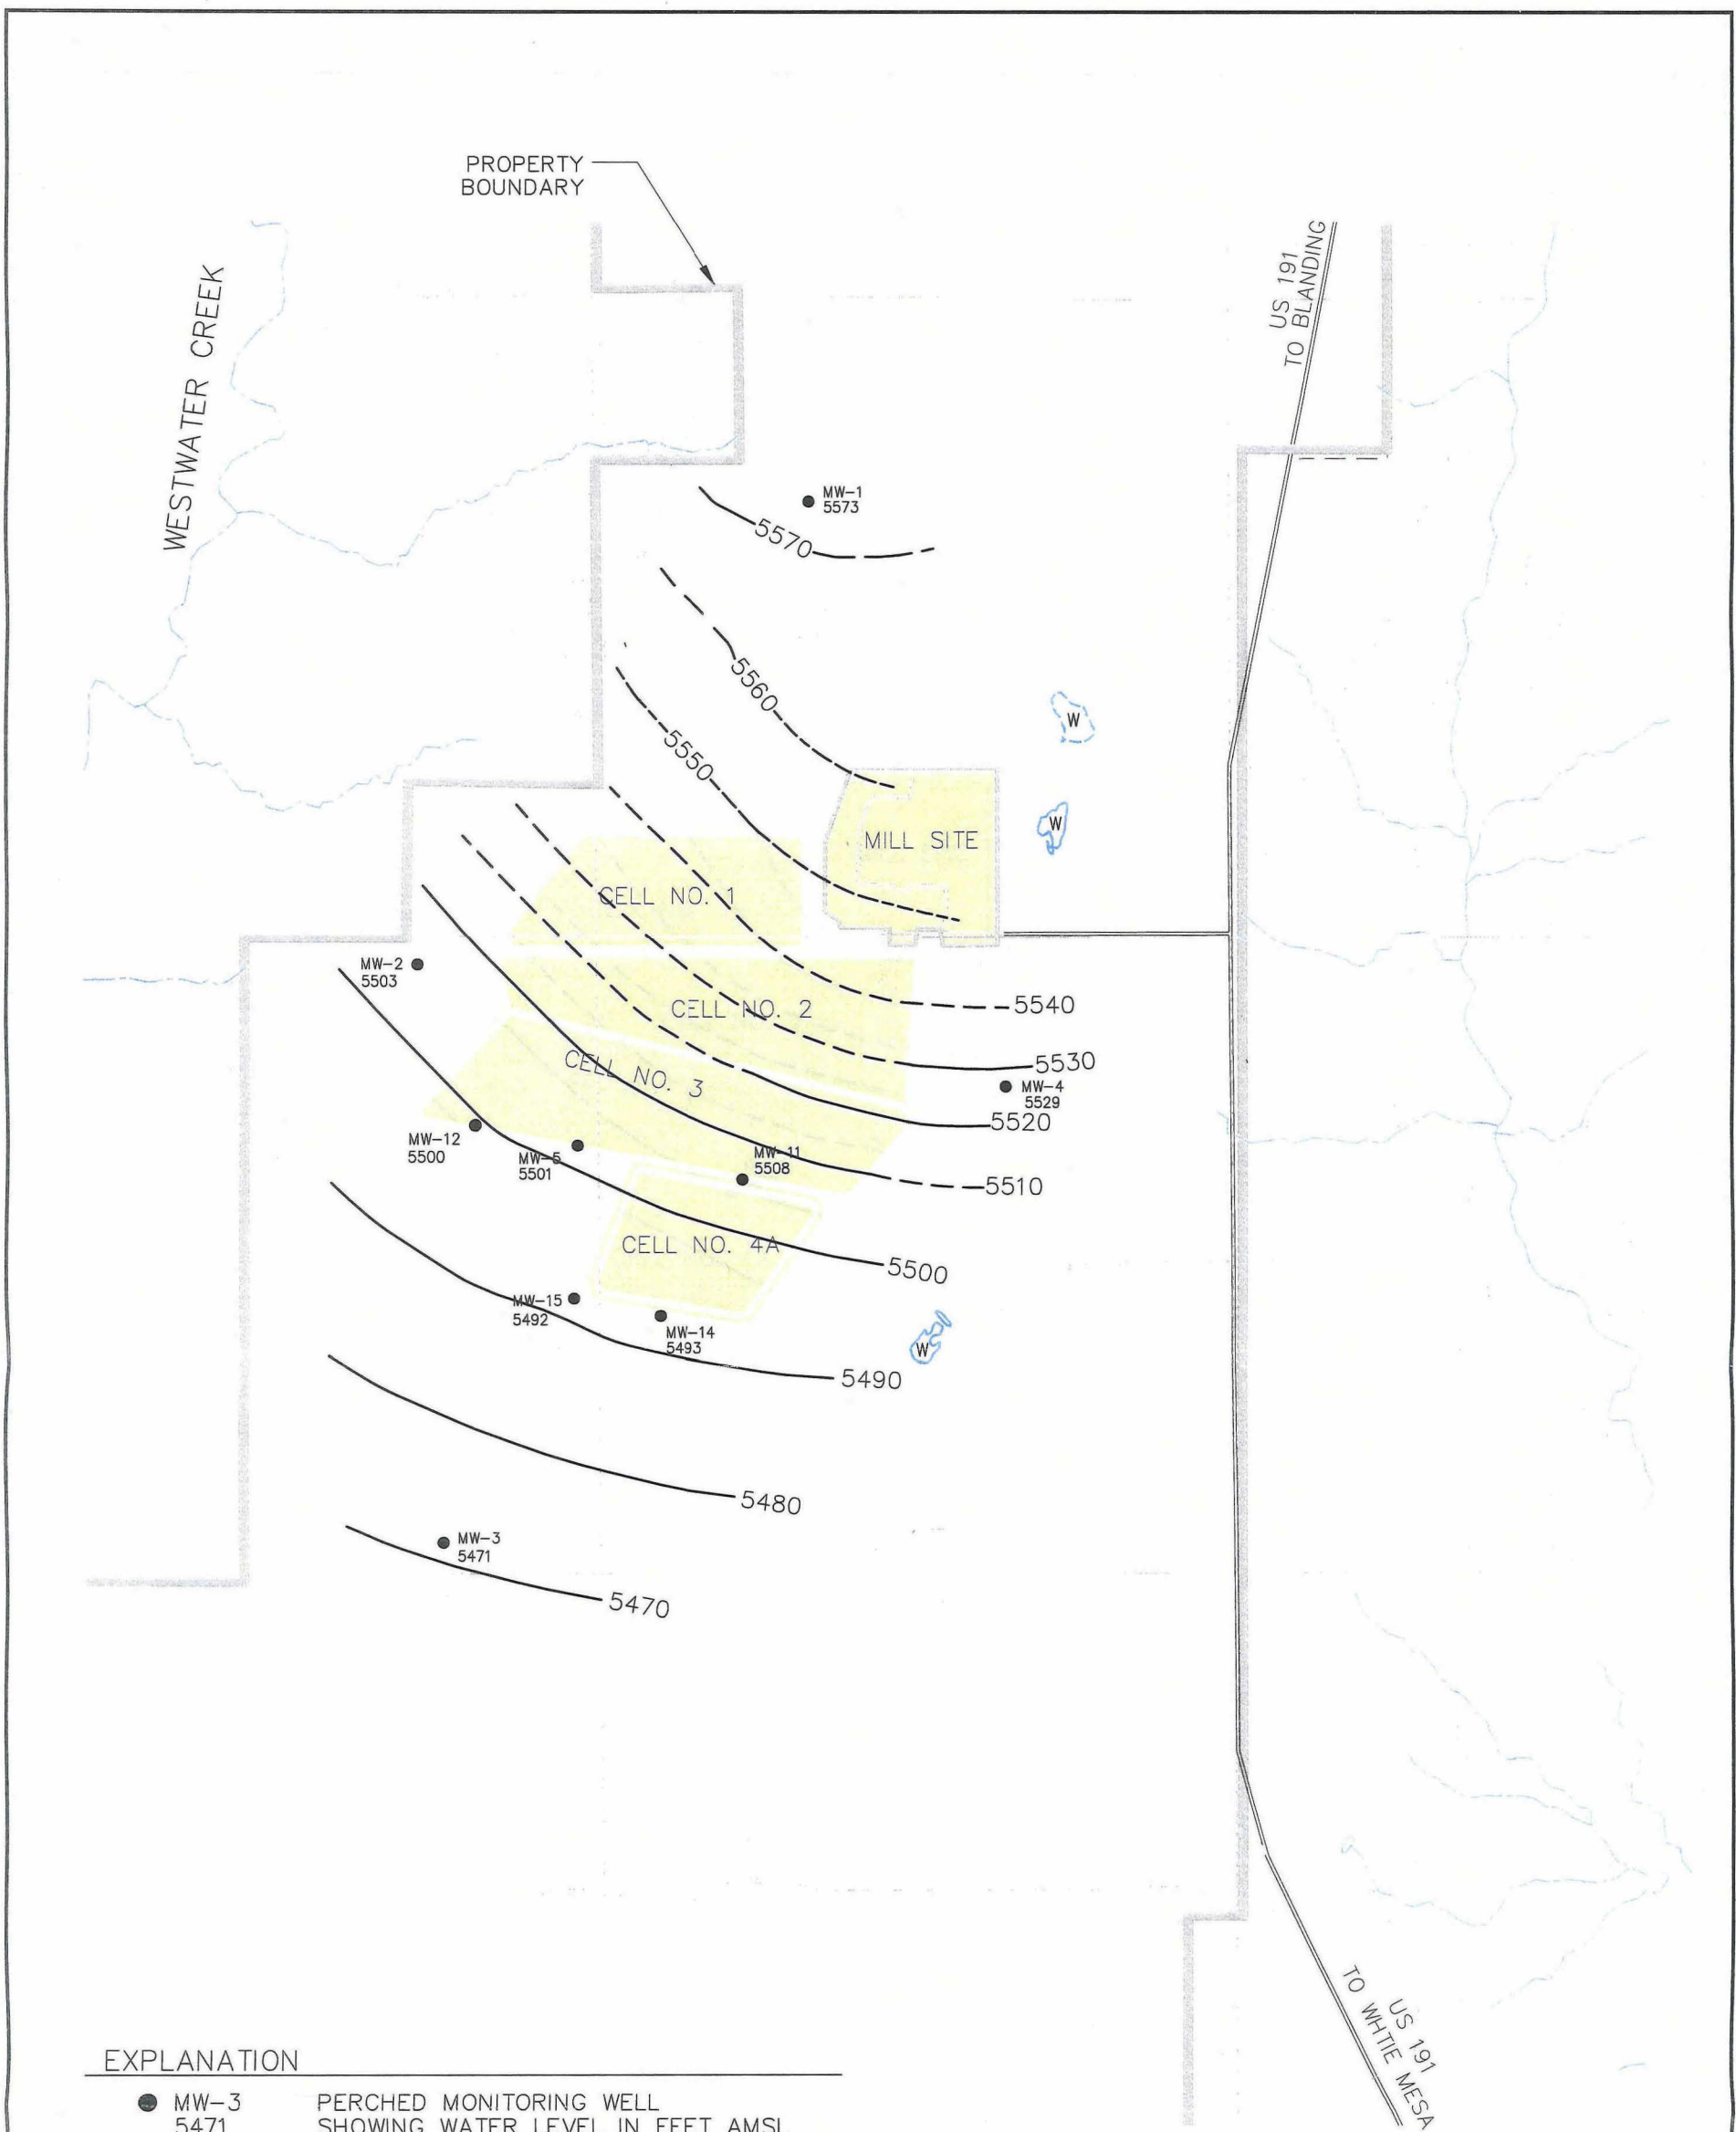 PROPERTY
BOUNDARY
WESTWATER CREEK
US 191
TO BLANDING
MW-1
5573
5570
5560
W
5550
MILL SITE
W
CELL NO. 1
MW-2
5503
CELL NO. 2
5540
5530
CELL NO. 3
MW-4
5529
5520
MW-12
5500
MW-5
5501
MW-11
5508
5510
CELL NO. 4A
5500
MW-15
5492
MW-14
5493
W
5490
5480
MW-3
5471
5470
US 191
TO WHTIE MESA
EXPLANATION
MW-3 PERCHED MONITORING WELL
5471 SHOWING WATER LEVEL IN FEET AMSL